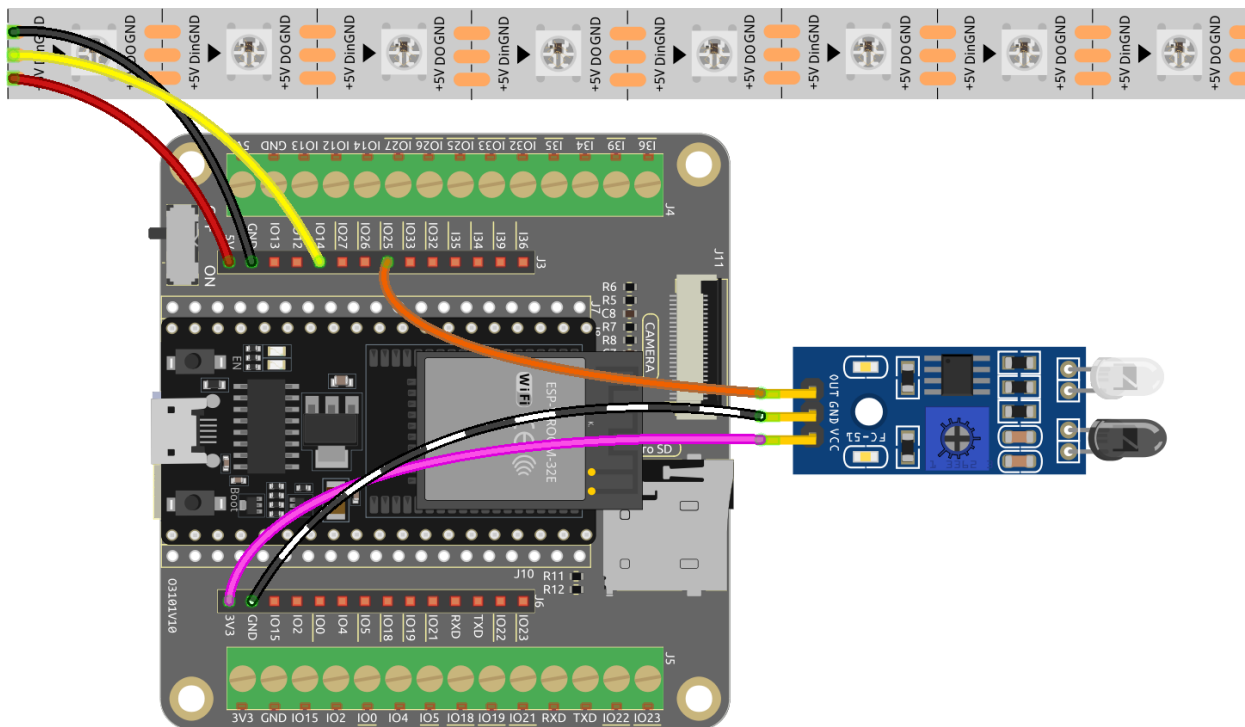 +5V DinGND
+5V DOGND
+5V DinGND
+5V DOGND
+5V DinGND
+5V DOGND
+5V DinGND
+5V DOGND
+5V DinGND
+5V DOGND
+5V DinGND
+5V DOGND
+5V DinGND
+5V DOGND
+5V DinGND
+5V DOGND
5V GND IO13 IO12 IO14 IO27 IO26 IO25 IO33 IO32 I35 I34 I39 I36
J4
5V GND IO13 IO12 IO14 IO27 IO26 IO25 IO33 IO32 I35 I34 I39 I36
J3
J11
ON
J7
R6
R5
C8
R7
R8
CAMERA
EN
WiFi
CE
Boot
OUT
GND
VCC
FC-51
J10
R11
R12
O3101V10
J6
3V3 GND IO15 IO2 IO0 IO4 IO5 IO18 IO19 IO21 RXD TXD IO22 IO23
J5
3V3 GND IO15 IO2 IO0 IO4 IO5 IO18 IO19 IO21 RXD TXD IO22 IO23